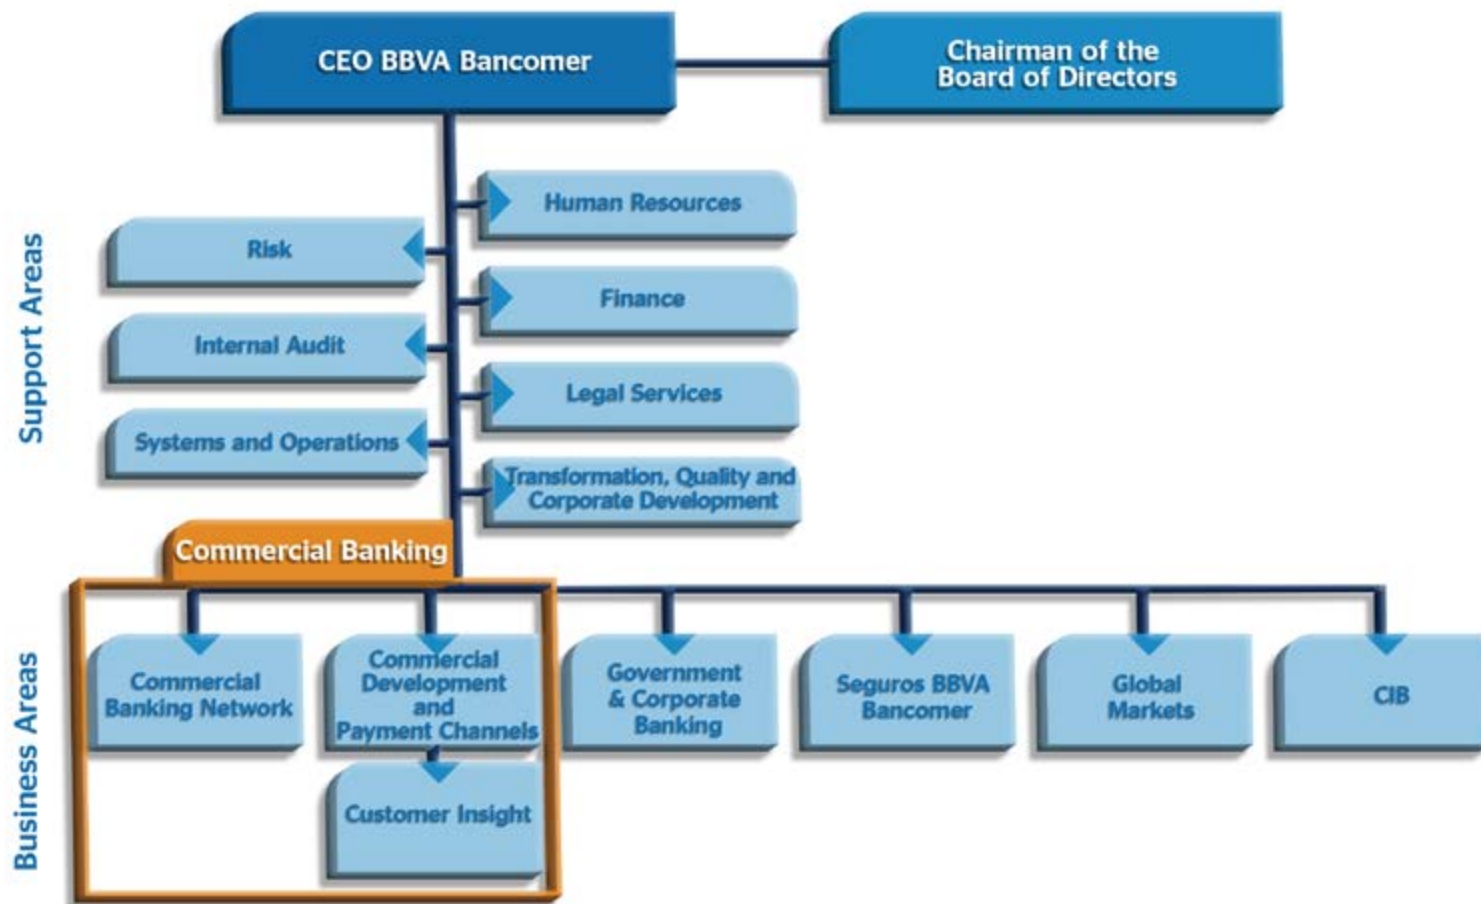 CEO BBVA Bancomer
Chairman of the
Board of Directors
Support Areas
Human Resources
Risk
Finance
Internal Audit
Legal Services
Systems and Operations
Transformation, Quality and
Corporate Development
Commercial Banking
Business Areas
Commercial
Banking Network
Commercial
Development
and
Payment Channels
Government
& Corporate
Banking
Seguros BBVA
Bancomer
Global
Markets
CIB
Customer Insight